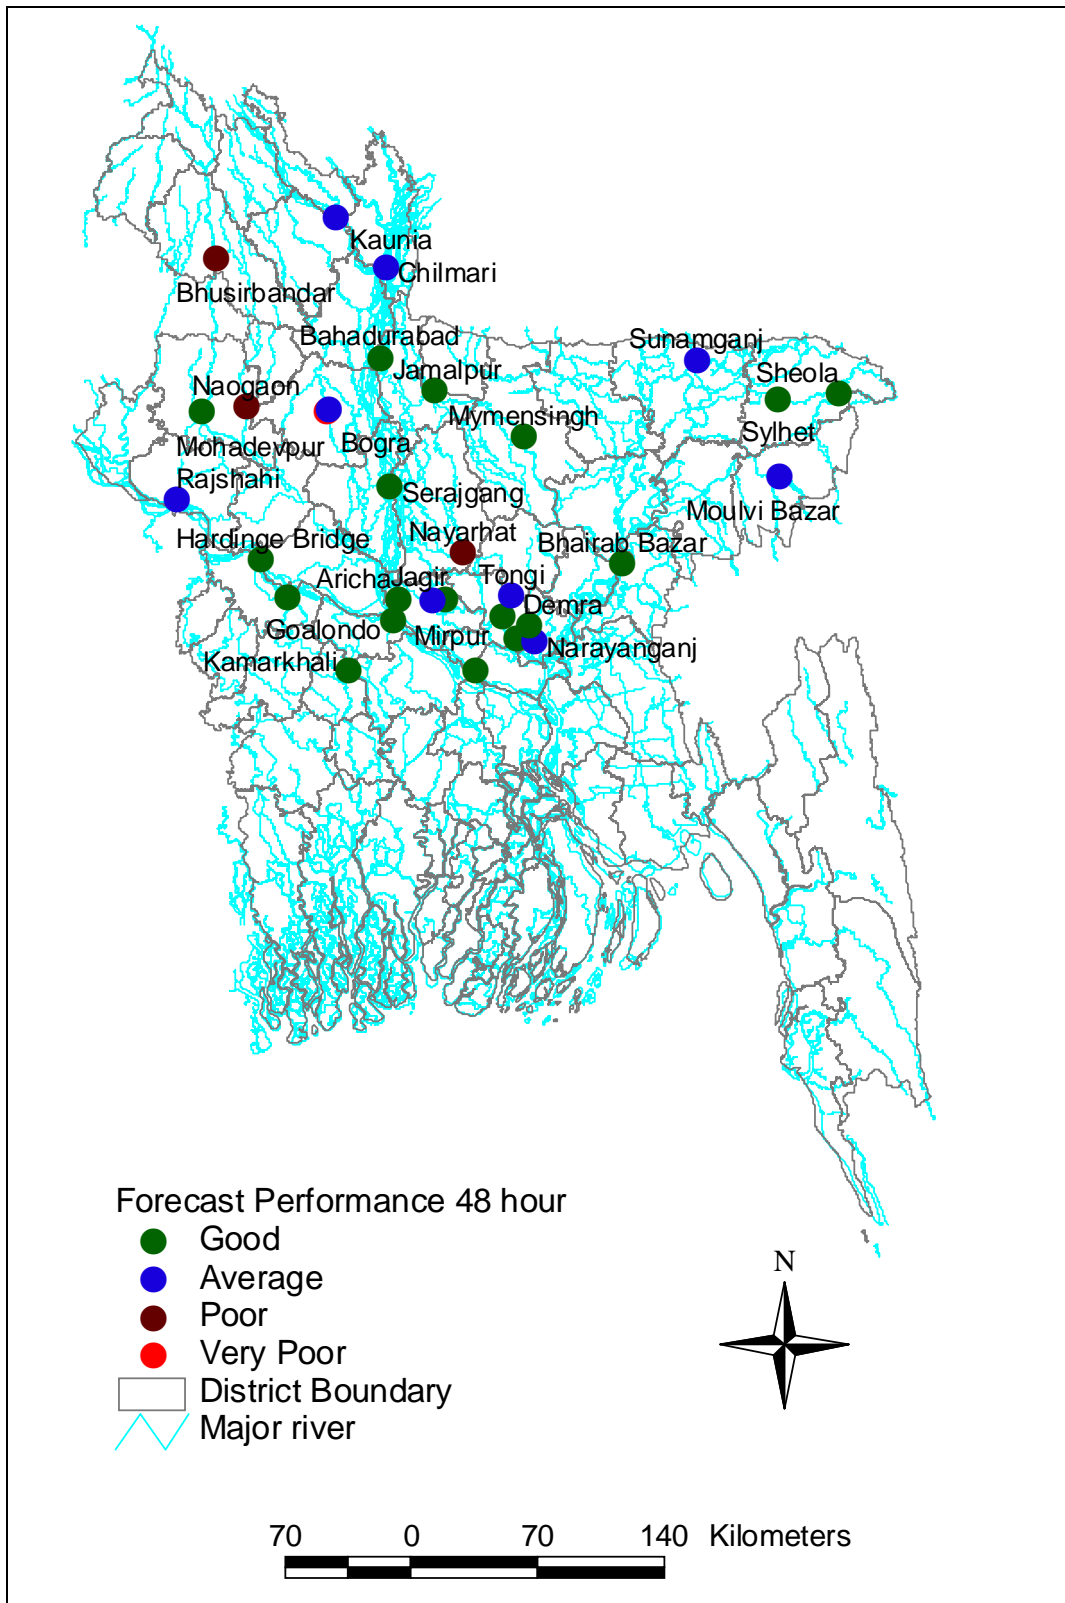 Kaunia
Chilmari
Bhusirbandar
Bahadurabad
Sunamganj
Jamalpur
Sheola
Naogaon
Mymensingh
Sylhet
Mohadevpur
Bogra
Rajshahi
Serajgang
Moulvi Bazar
Nayarhat
Hardinge Bridge
Bhairab Bazar
Aricha
Jagir
Tongi
Demra
Goalondo
Mirpur
Narayanganj
Kamarkhali
Forecast Performance 48 hour
Good
Average
Poor
Very Poor
District Boundary
Major river
N
70 0 70 140 Kilometers